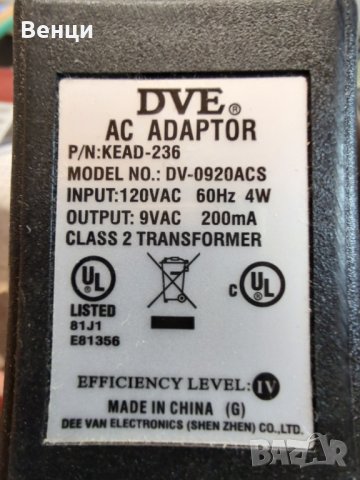 Венци
DVE®
AC ADAPTOR
P/N:KEAD-236
MODEL NO.: DV-0920ACS
INPUT:120VAC 60Hz 4W
OUTPUT: 9VAC 200mA
CLASS 2 TRANSFORMER
UL®
c UL®
LISTED
81J1
E81356
EFFICIENCY LEVEL: IV
MADE IN CHINA (G)
DEE VAN ELECTRONICS (SHEN ZHEN) CO.,LTD.
BAZAR